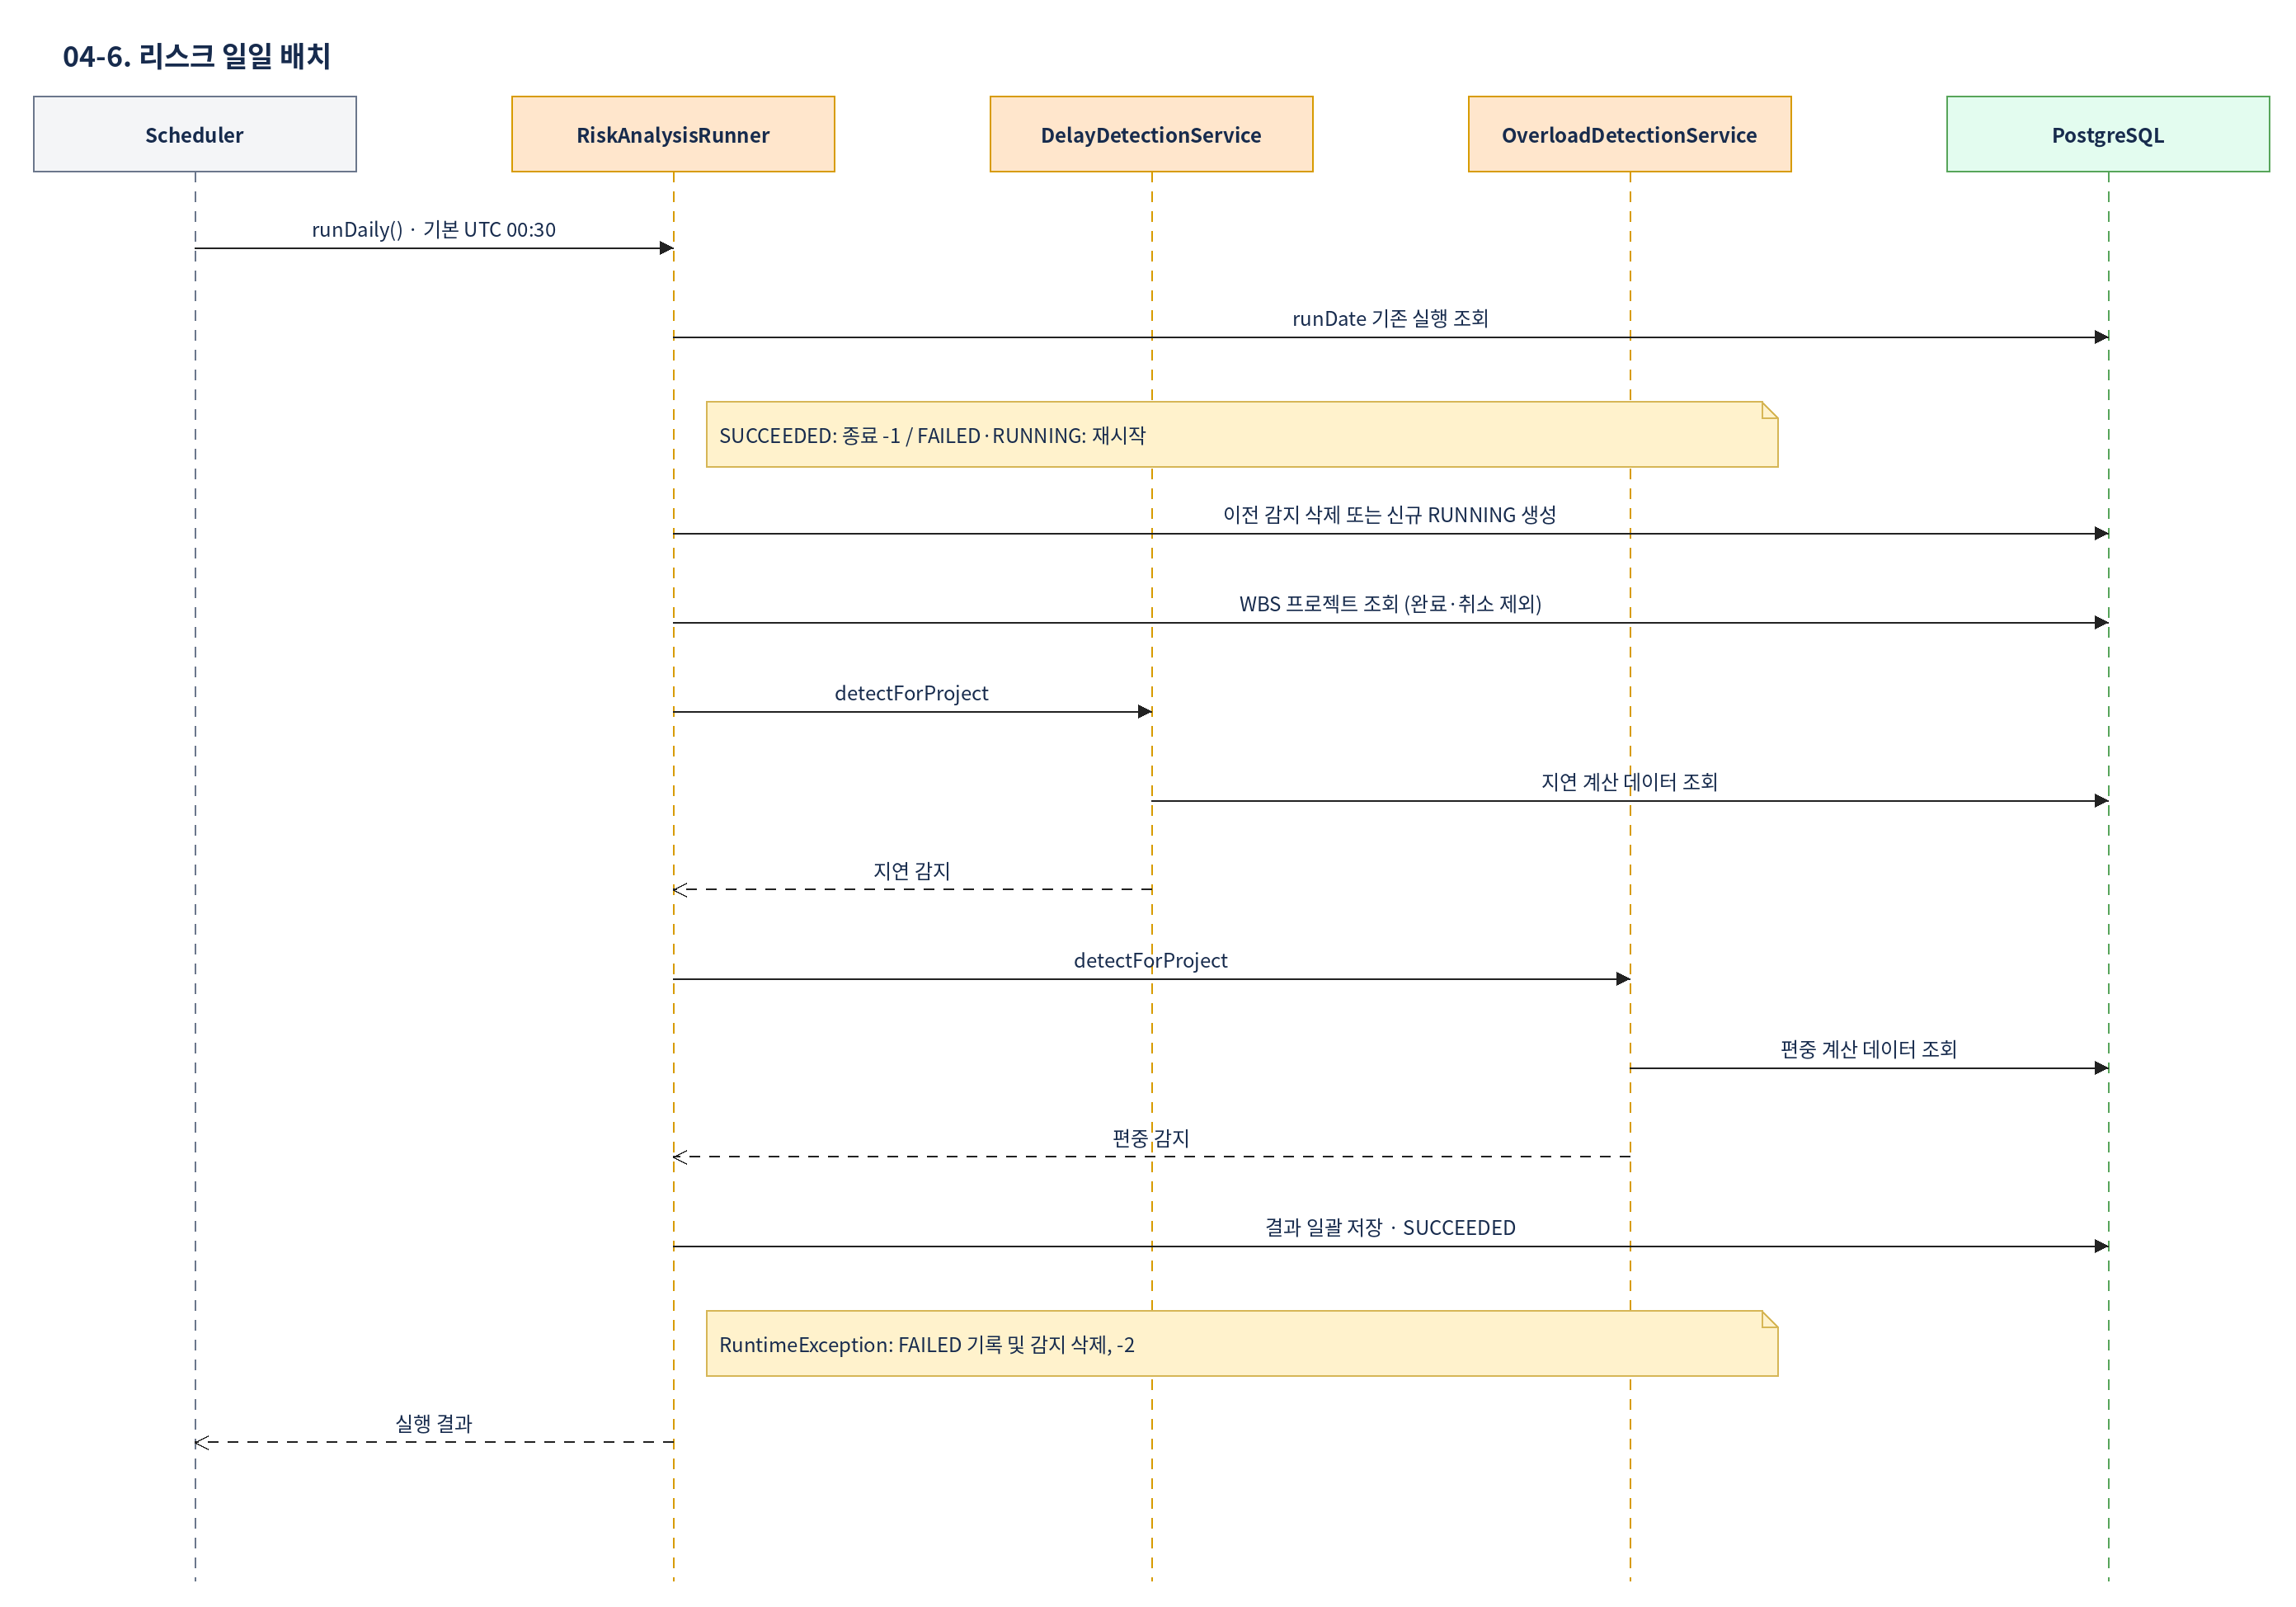 04-6. 리스크 일일 배치
Scheduler
RiskAnalysisRunner
DelayDetectionService
OverloadDetectionService
PostgreSQL
runDaily() · 기본 UTC 00:30
runDate 기존 실행 조회
SUCCEEDED: 종료 -1 / FAILED·RUNNING: 재시작
이전 감지 삭제 또는 신규 RUNNING 생성
WBS 프로젝트 조회 (완료·취소 제외)
detectForProject
지연 계산 데이터 조회
지연 감지
detectForProject
편중 계산 데이터 조회
편중 감지
결과 일괄 저장 · SUCCEEDED
RuntimeException: FAILED 기록 및 감지 삭제, -2
실행 결과